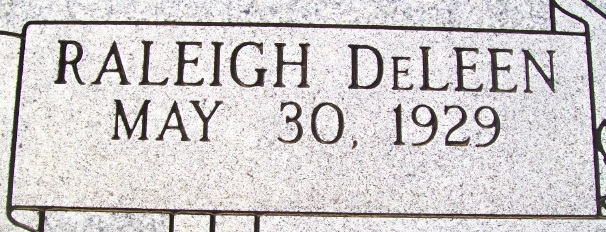 RALEIGH DeLEEN
MAY 30, 1929